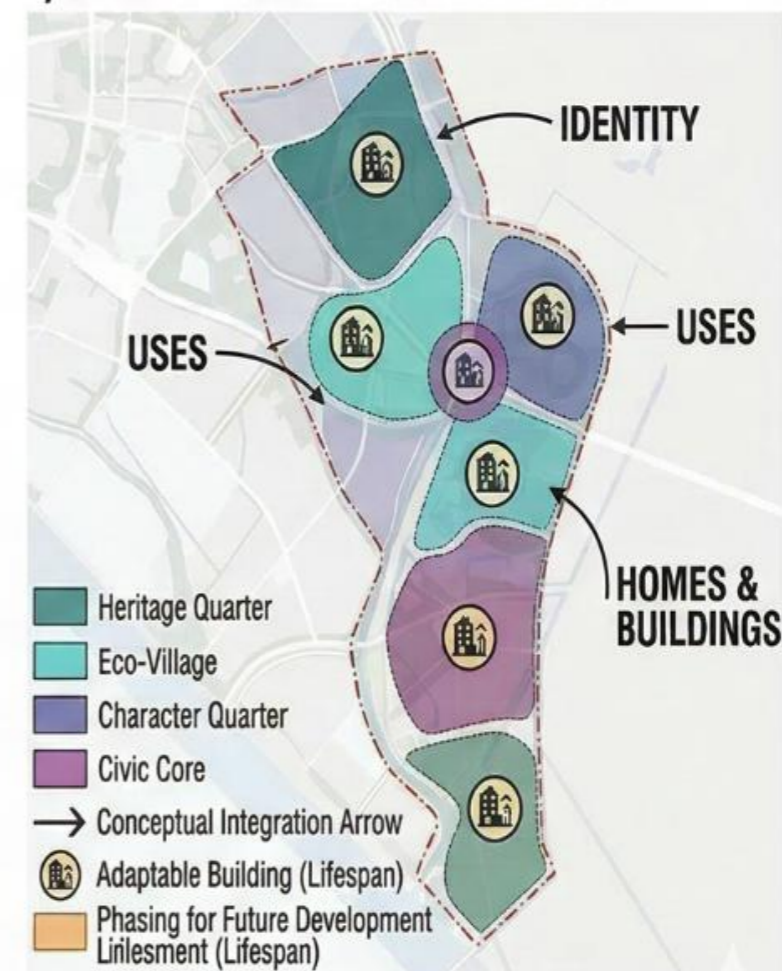 IDENTITY
USES
USES
HOMES &
BUILDINGS
Heritage Quarter
Eco-Village
Character Quarter
Civic Core
Conceptual Integration Arrow
Adaptable Building (Lifespan)
Phasing for Future Development
Linlesment (Lifespan)